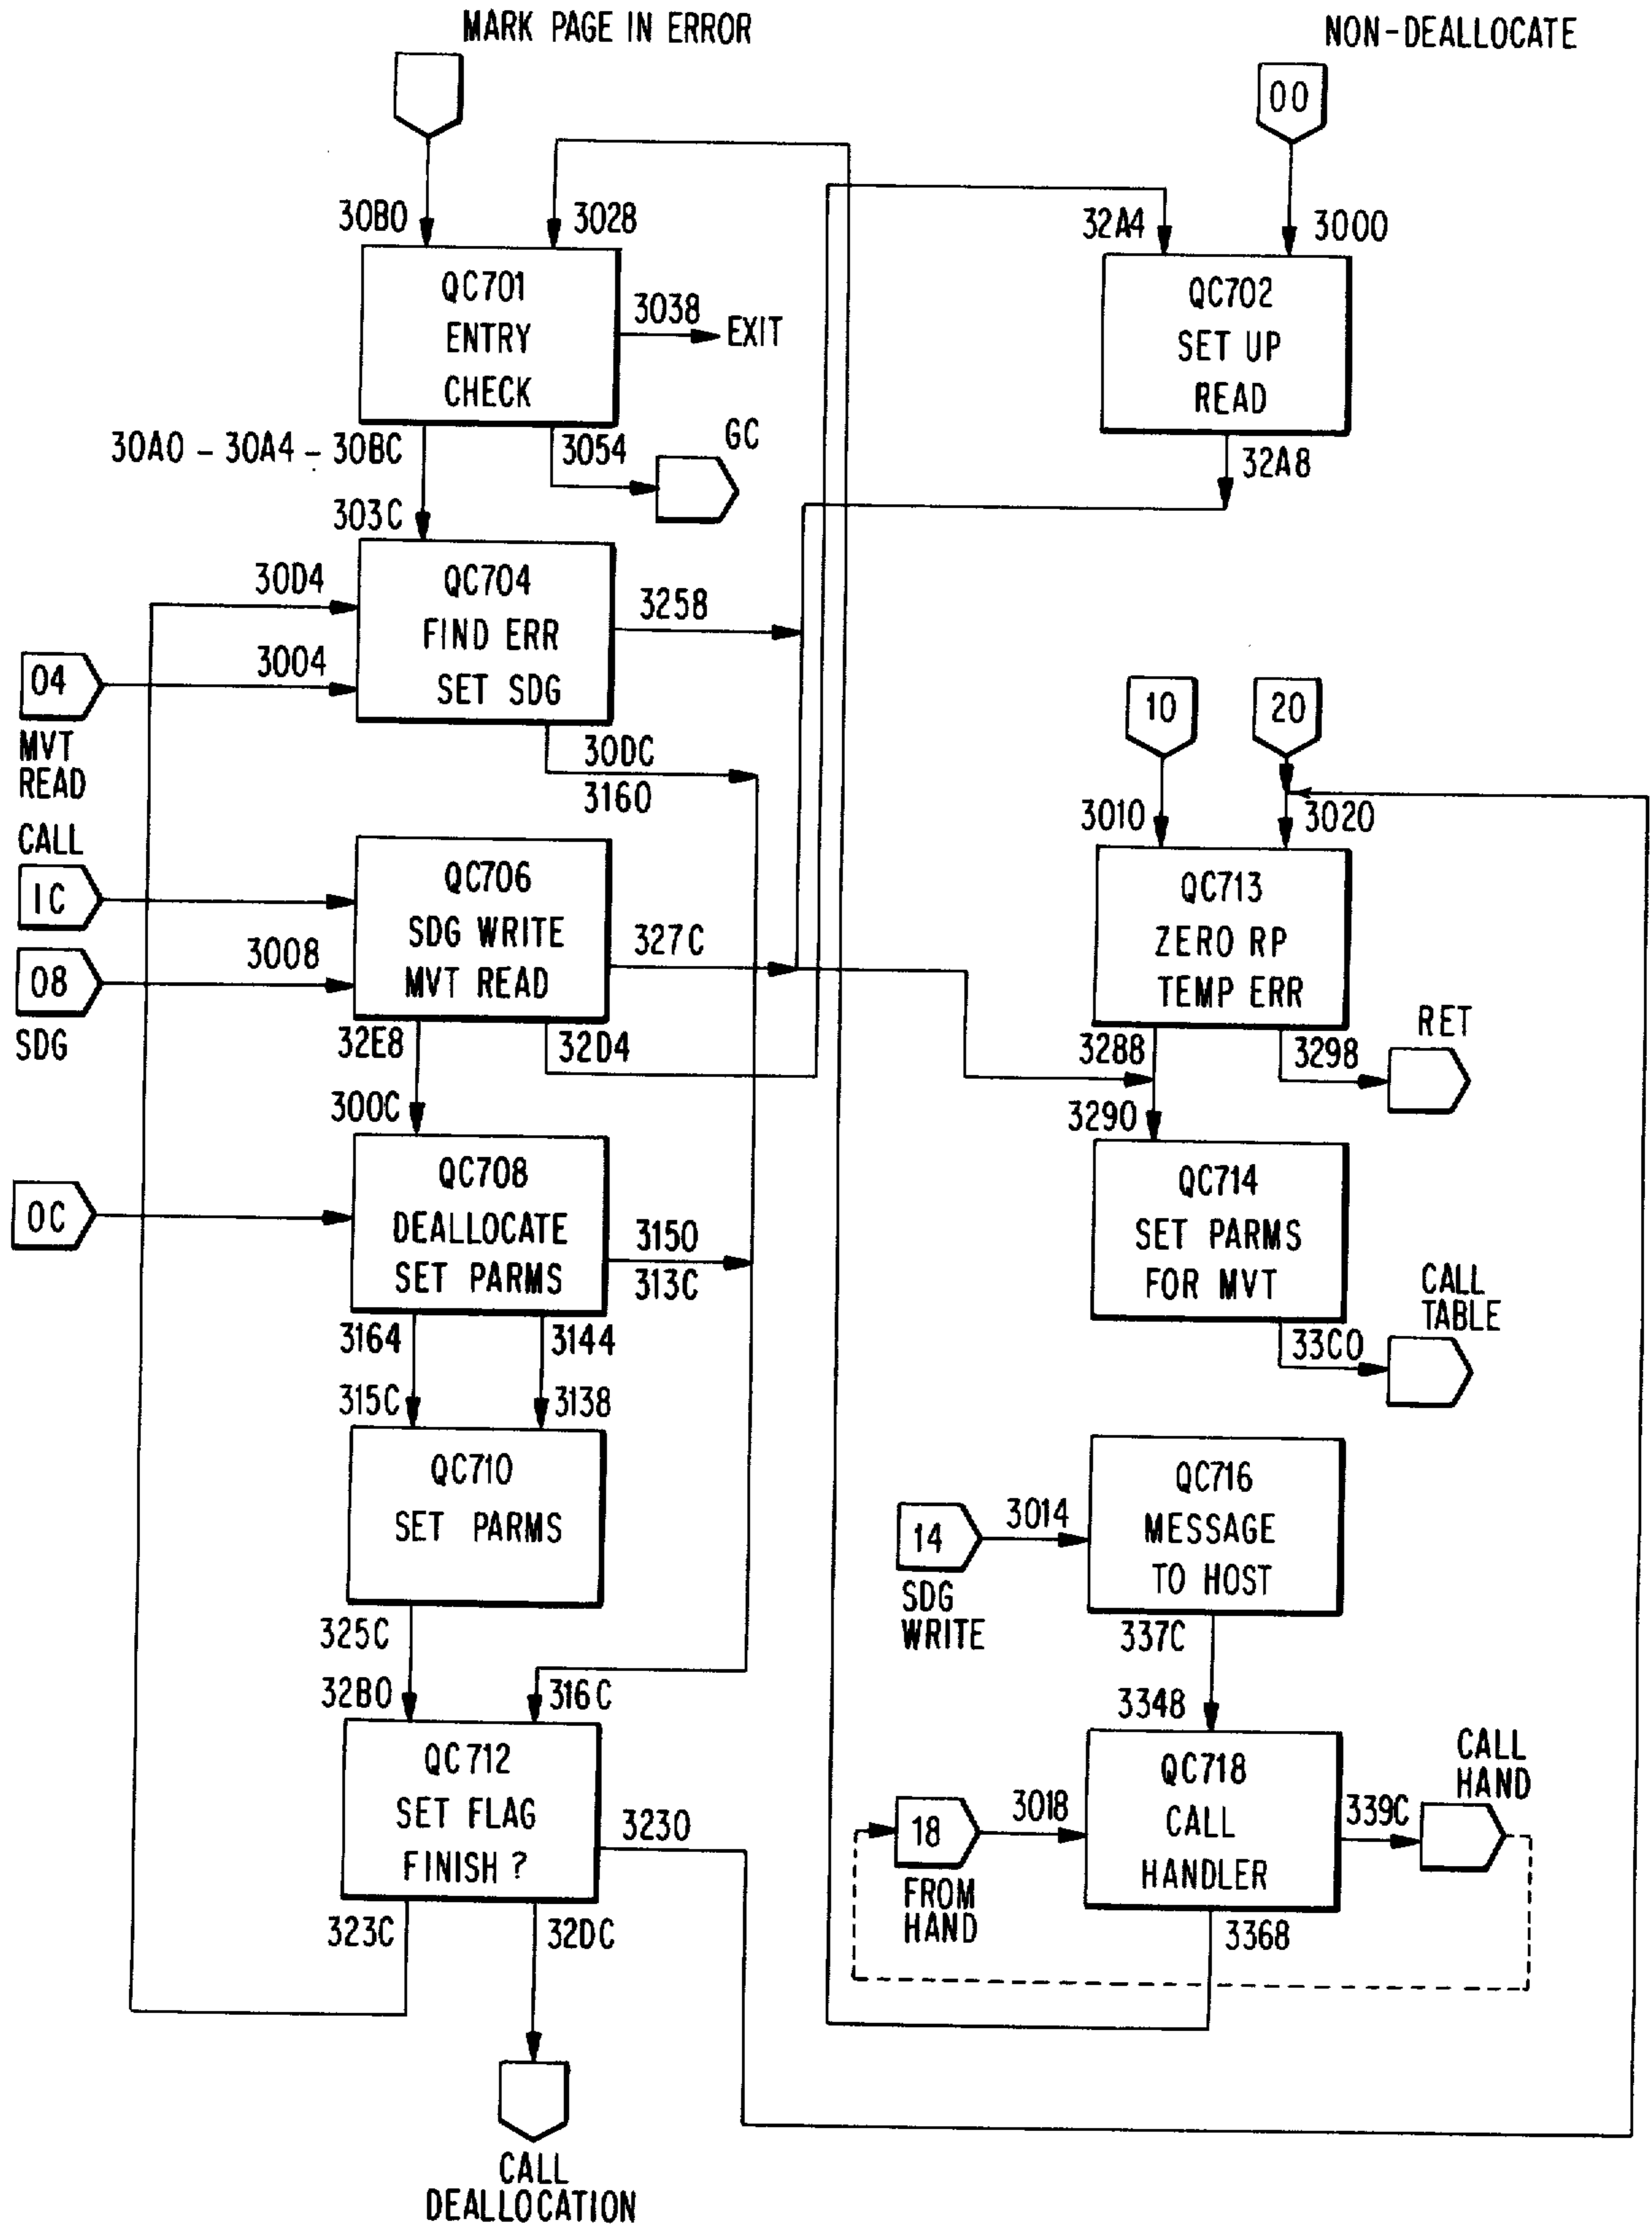 MARK PAGE IN ERROR
NON-DEALLOCATE
00
30B0
3028
32A4
3000
QC701
ENTRY
CHECK
3038
EXIT
QC702
SET UP
READ
30A0 - 30A4 - 30BC
3054
GC
32A8
303C
30D4
QC704
FIND ERR
SET SDG
3258
04
3004
MVT
READ
30DC
3160
10
20
3010
3020
CALL
1C
QC706
SDG WRITE
MVT READ
327C
08
3008
SDG
QC713
ZERO RP
TEMP ERR
32E8
32D4
3288
3298
RET
300C
3290
0C
QC708
DEALLOCATE
SET PARMS
3150
313C
QC714
SET PARMS
FOR MVT
CALL
TABLE
33C0
3164
3144
315C
3138
QC710
SET PARMS
14
3014
SDG
WRITE
QC716
MESSAGE
TO HOST
325C
337C
32B0
316C
3348
QC712
SET FLAG
FINISH ?
3230
18
3018
FROM
HAND
QC718
CALL
HANDLER
339C
CALL
HAND
323C
32DC
3368
CALL
DEALLOCATION